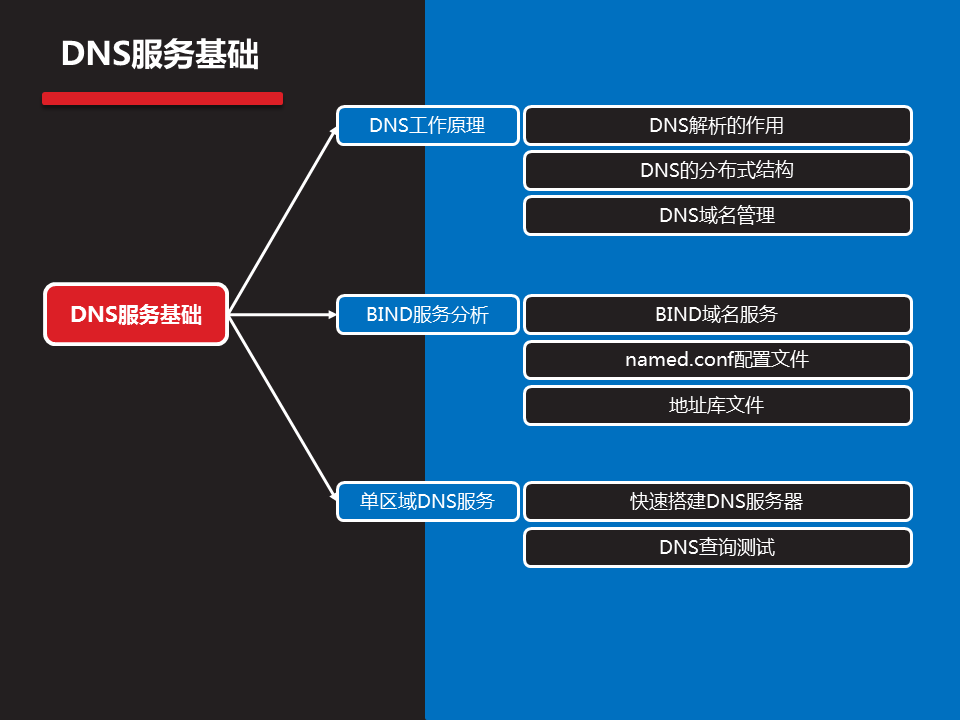 DNS服务基础
DNS服务基础
DNS工作原理
DNS解析的作用
DNS的分布式结构
DNS域名管理
BIND服务分析
BIND域名服务
named.conf配置文件
地址库文件
单区域DNS服务
快速搭建DNS服务器
DNS查询测试